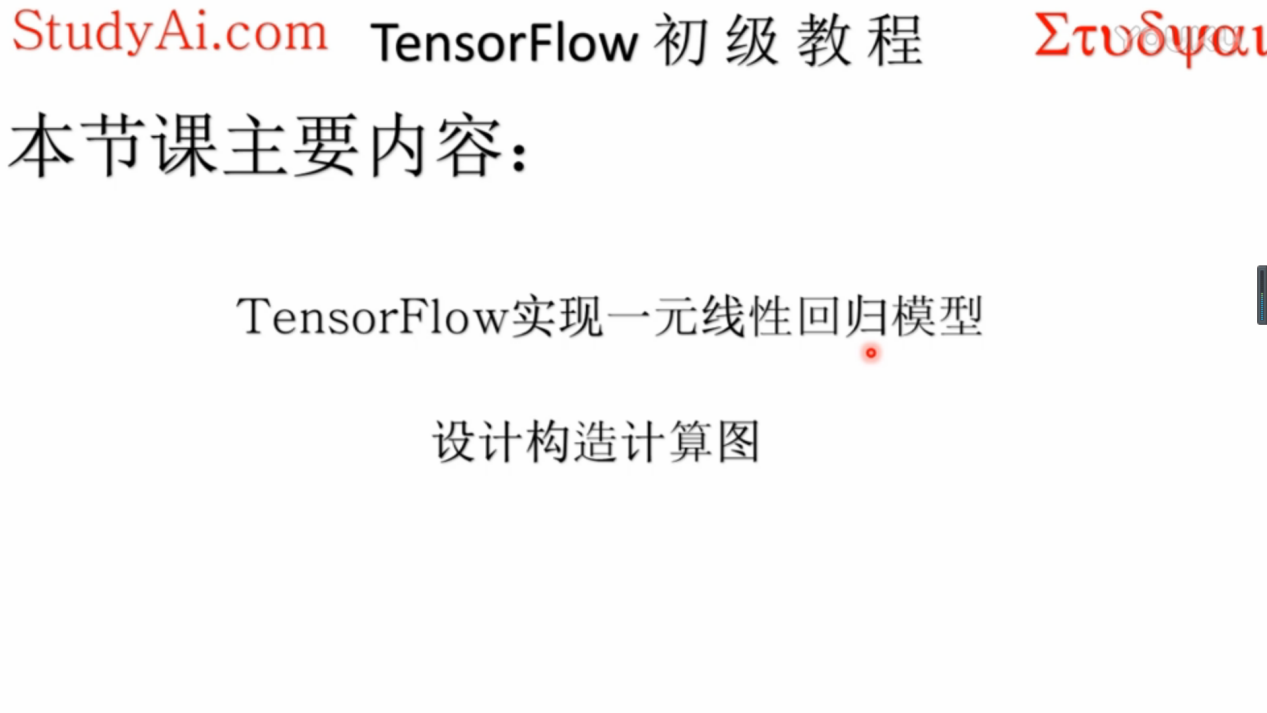 StudyAi.com TensorFlow 初级教程 Στυδψαι
本节课主要内容：
TensorFlow实现一元线性回归模型
设计构造计算图